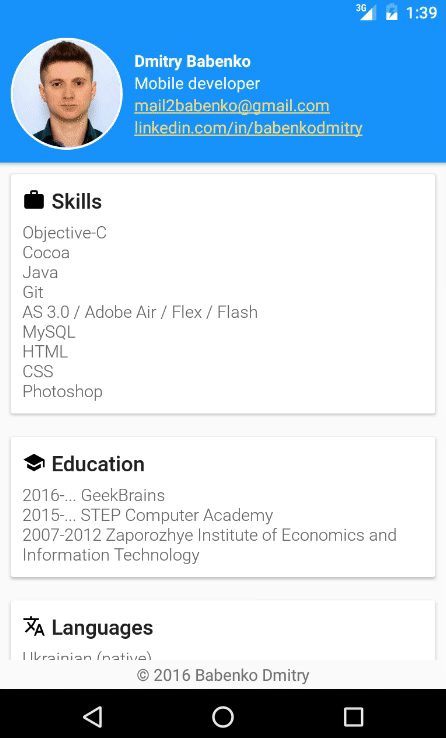 3G 1:39
Dmitry Babenko
Mobile developer
mail2babenko@gmail.com
linkedin.com/in/babenkodmitry
Skills
Objective-C
Cocoa
Java
Git
AS 3.0 / Adobe Air / Flex / Flash
MySQL
HTML
CSS
Photoshop
Education
2016-... GeekBrains
2015-... STEP Computer Academy
2007-2012 Zaporozhye Institute of Economics and
Information Technology
Languages
Ukrainian (native)
© 2016 Babenko Dmitry